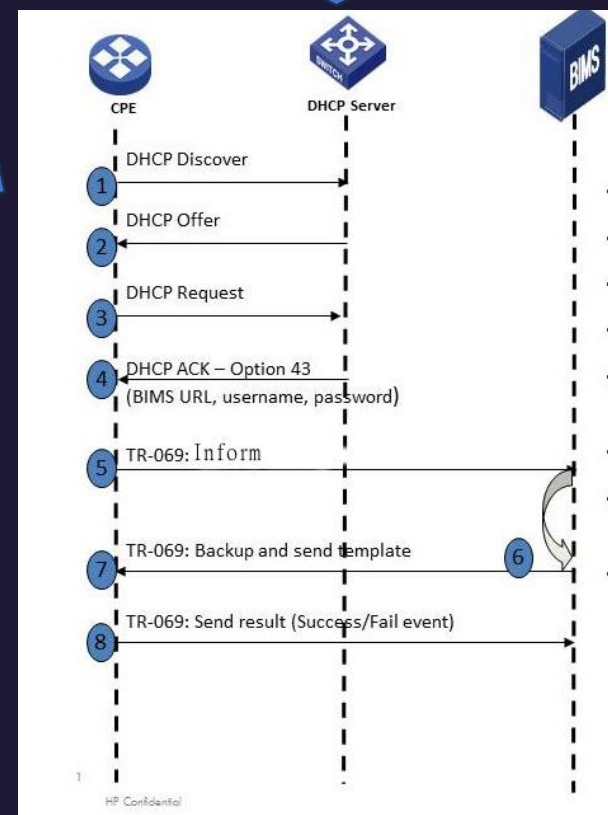 SWITCH
BIMS
CPE
DHCP Server
DHCP Discover
1
DHCP Offer
2
DHCP Request
3
DHCP ACK – Option 43
4
(BIMS URL, username, password)
TR-069: Inform
5
TR-069: Backup and send template
6
7
TR-069: Send result (Success/Fail event)
8
1
HP Confidential